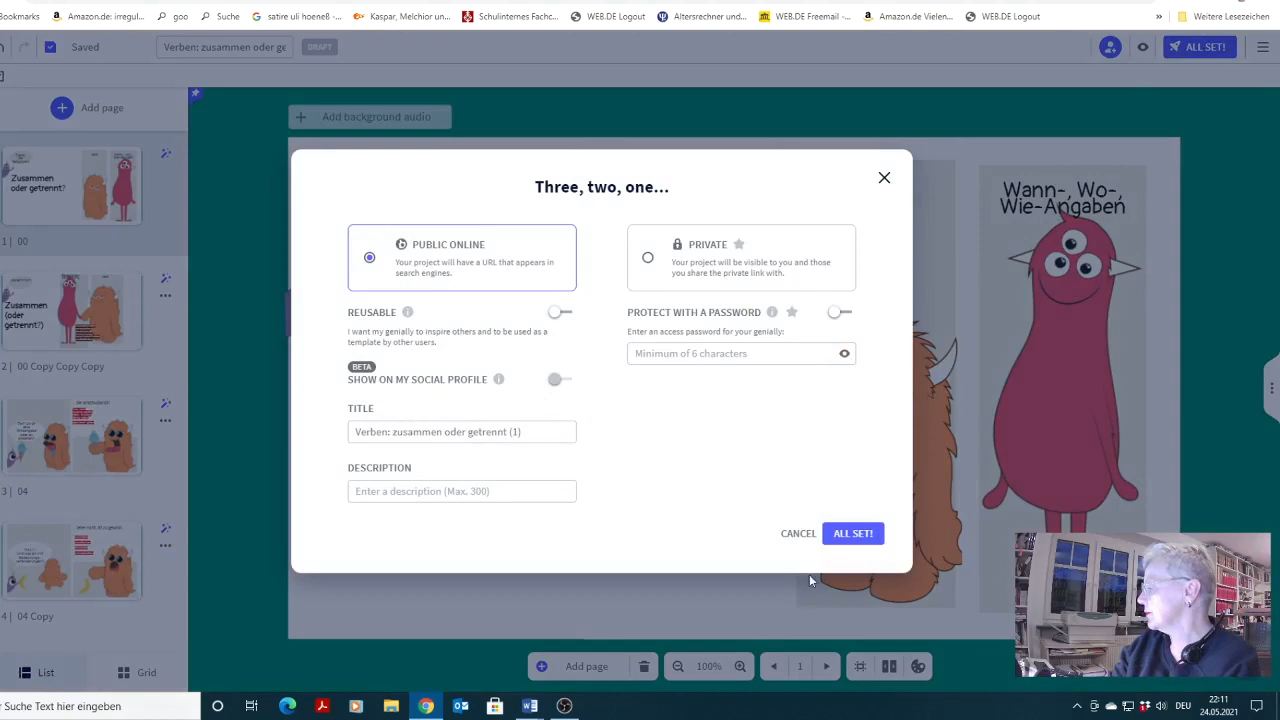 Bookmarks
Amazon.de: irregul...
goo
Suche
satire uli hoeneß -...
Kaspar, Melchior un...
Schulinternes Fachc...
WEB.DE Logout
Altersrechner und...
WEB.DE Freemail -...
Amazon.de Vielen...
WEB.DE Logout
»
Weitere Lesezeichen
Saved
Verben: zusammen oder ge
DRAFT
ALL SET!
Add page
Add background audio
Zusammen
oder getrennt?
1 | 00
Zusammen
oder getrennt?
2 | 00 Copy Copy Copy
3 | 04
4 | 04 Copy
List
Grid
Wann-, Wo-,
Wie-Angaben
Three, two, one...
PUBLIC ONLINE
Your project will have a URL that appears in
search engines.
PRIVATE
Your project will be visible to you and those
you share the private link with.
REUSABLE
I want my genially to inspire others and to be used as a
template by other users.
BETA
SHOW ON MY SOCIAL PROFILE
TITLE
Verben: zusammen oder getrennt (1)
DESCRIPTION
Enter a description (Max. 300)
PROTECT WITH A PASSWORD
Enter an access password for your genially:
Minimum of 6 characters
CANCEL
ALL SET!
Add page
100%
1
r Suche Text hier eingeben
DEU
22:11
24.05.2021